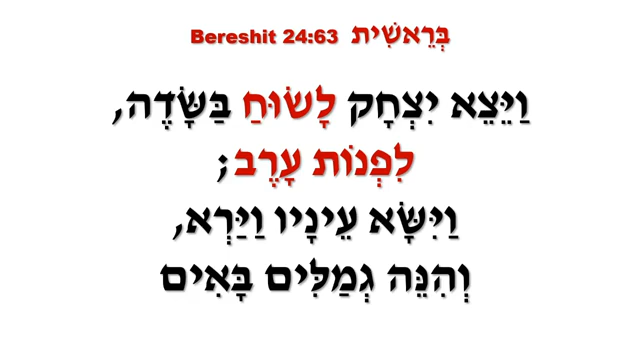 Bereshit 24:63 בְּרֵאשִׁית
וַיֵּצֵא יִצְחָק לָשׂוּחַ בַּשָּׂדֶה,
לִפְנוֹת עָרֶב;
וַיִּשָּׂא עֵינָיו וַיַּרְא,
וְהִנֵּה גְמַלִּים בָּאִים